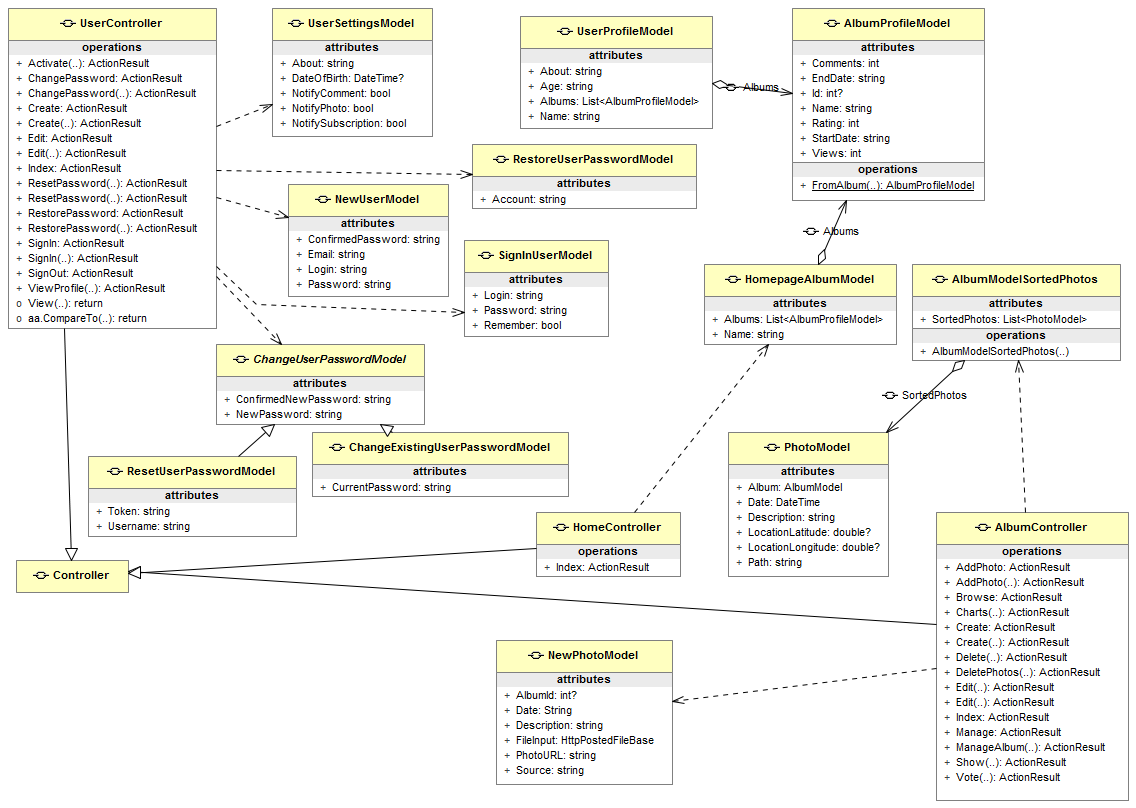 UserController
operations
+ Activate(..): ActionResult
+ ChangePassword: ActionResult
+ ChangePassword(..): ActionResult
+ Create: ActionResult
+ Create(..): ActionResult
+ Edit: ActionResult
+ Edit(..): ActionResult
+ Index: ActionResult
+ ResetPassword(..): ActionResult
+ ResetPassword(..): ActionResult
+ RestorePassword: ActionResult
+ RestorePassword(..): ActionResult
+ SignIn: ActionResult
+ SignIn(..): ActionResult
+ SignOut: ActionResult
+ ViewProfile(..): ActionResult
o View(..): return
o aa.CompareTo(..): return
UserSettingsModel
attributes
+ About: string
+ DateOfBirth: DateTime?
+ NotifyComment: bool
+ NotifyPhoto: bool
+ NotifySubscription: bool
UserProfileModel
attributes
+ About: string
+ Age: string
+ Albums: List<AlbumProfileModel>
+ Name: string
Albums
AlbumProfileModel
attributes
+ Comments: int
+ EndDate: string
+ Id: int?
+ Name: string
+ Rating: int
+ StartDate: string
+ Views: int
operations
+ FromAlbum(..): AlbumProfileModel
RestoreUserPasswordModel
attributes
+ Account: string
NewUserModel
attributes
+ ConfirmedPassword: string
+ Email: string
+ Login: string
+ Password: string
SignInUserModel
attributes
+ Login: string
+ Password: string
+ Remember: bool
Albums
HomepageAlbumModel
attributes
+ Albums: List<AlbumProfileModel>
+ Name: string
AlbumModelSortedPhotos
attributes
+ SortedPhotos: List<PhotoModel>
operations
+ AlbumModelSortedPhotos(..)
ChangeUserPasswordModel
attributes
+ ConfirmedNewPassword: string
+ NewPassword: string
SortedPhotos
ResetUserPasswordModel
attributes
+ Token: string
+ Username: string
ChangeExistingUserPasswordModel
attributes
+ CurrentPassword: string
PhotoModel
attributes
+ Album: AlbumModel
+ Date: DateTime
+ Description: string
+ LocationLatitude: double?
+ LocationLongitude: double?
+ Path: string
Controller
HomeController
operations
+ Index: ActionResult
AlbumController
operations
+ AddPhoto: ActionResult
+ AddPhoto(..): ActionResult
+ Browse: ActionResult
+ Charts(..): ActionResult
+ Create: ActionResult
+ Create(..): ActionResult
+ Delete(..): ActionResult
+ DeletePhotos(..): ActionResult
+ Edit(..): ActionResult
+ Edit(..): ActionResult
+ Index: ActionResult
+ Manage: ActionResult
+ ManageAlbum(..): ActionResult
+ Show(..): ActionResult
+ Vote(..): ActionResult
NewPhotoModel
attributes
+ AlbumId: int?
+ Date: String
+ Description: string
+ FileInput: HttpPostedFileBase
+ PhotoURL: string
+ Source: string